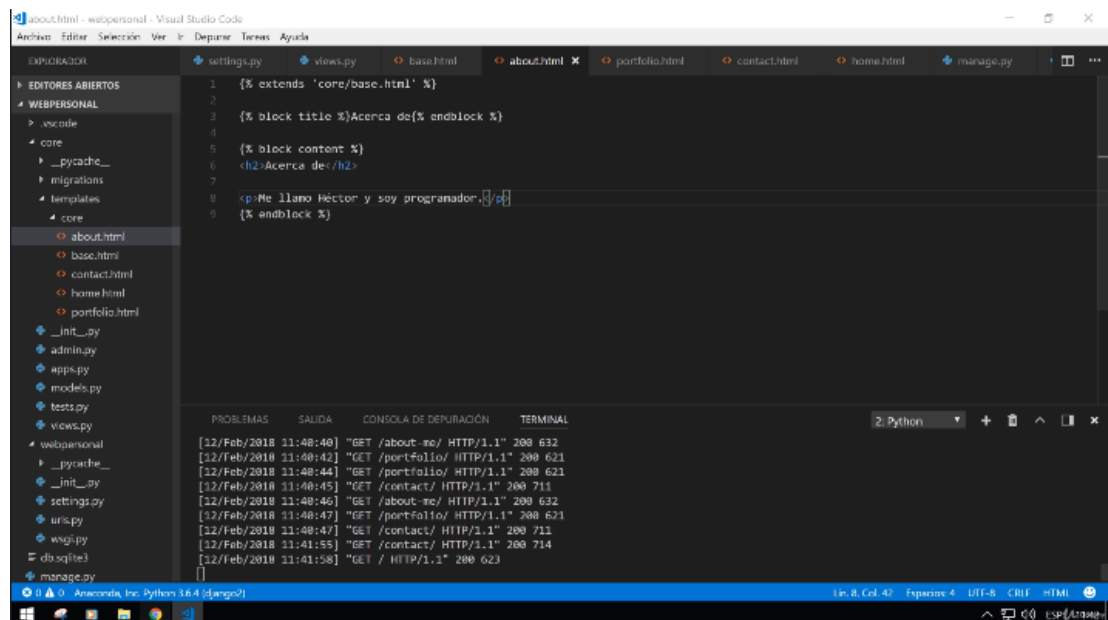 about.html - webpersonal - Visual Studio Code
Archivo Editar Selección Ver Ir Depurar Tareas Ayuda
EXPLORADOR
settings.py views.py base.html about.html portfolio.html contact.html home.html manage.py
EDITORES ABIERTOS
WEBPERSONAL
.vscode
core
__pycache__
migrations
templates
core
about.html
base.html
contact.html
home.html
portfolio.html
__init__.py
admin.py
apps.py
models.py
tests.py
views.py
webpersonal
__pycache__
__init__.py
settings.py
urls.py
wsgi.py
db.sqlite3
manage.py
1 {% extends 'core/base.html' %}
2
3 {% block title %}Acerca de{% endblock %}
4
5 {% block content %}
6 <h2>Acerca de</h2>
7
8 <p>Me llamo Héctor y soy programador.</p>
9 {% endblock %}
PROBLEMAS SALIDA CONSOLA DE DEPURACIÓN TERMINAL 2: Python
[12/Feb/2018 11:40:40] "GET /about-me/ HTTP/1.1" 200 632
[12/Feb/2018 11:40:42] "GET /portfolio/ HTTP/1.1" 200 621
[12/Feb/2018 11:40:44] "GET /portfolio/ HTTP/1.1" 200 621
[12/Feb/2018 11:40:45] "GET /contact/ HTTP/1.1" 200 711
[12/Feb/2018 11:40:46] "GET /about-me/ HTTP/1.1" 200 632
[12/Feb/2018 11:40:47] "GET /portfolio/ HTTP/1.1" 200 621
[12/Feb/2018 11:40:47] "GET /contact/ HTTP/1.1" 200 711
[12/Feb/2018 11:41:55] "GET /contact/ HTTP/1.1" 200 714
[12/Feb/2018 11:41:58] "GET / HTTP/1.1" 200 623
0 0 Anaconda, Inc. Python 3.6.4 (django2) Lín. 8, Col. 42 Espacios: 4 UTF-8 CRLF HTML
ESP